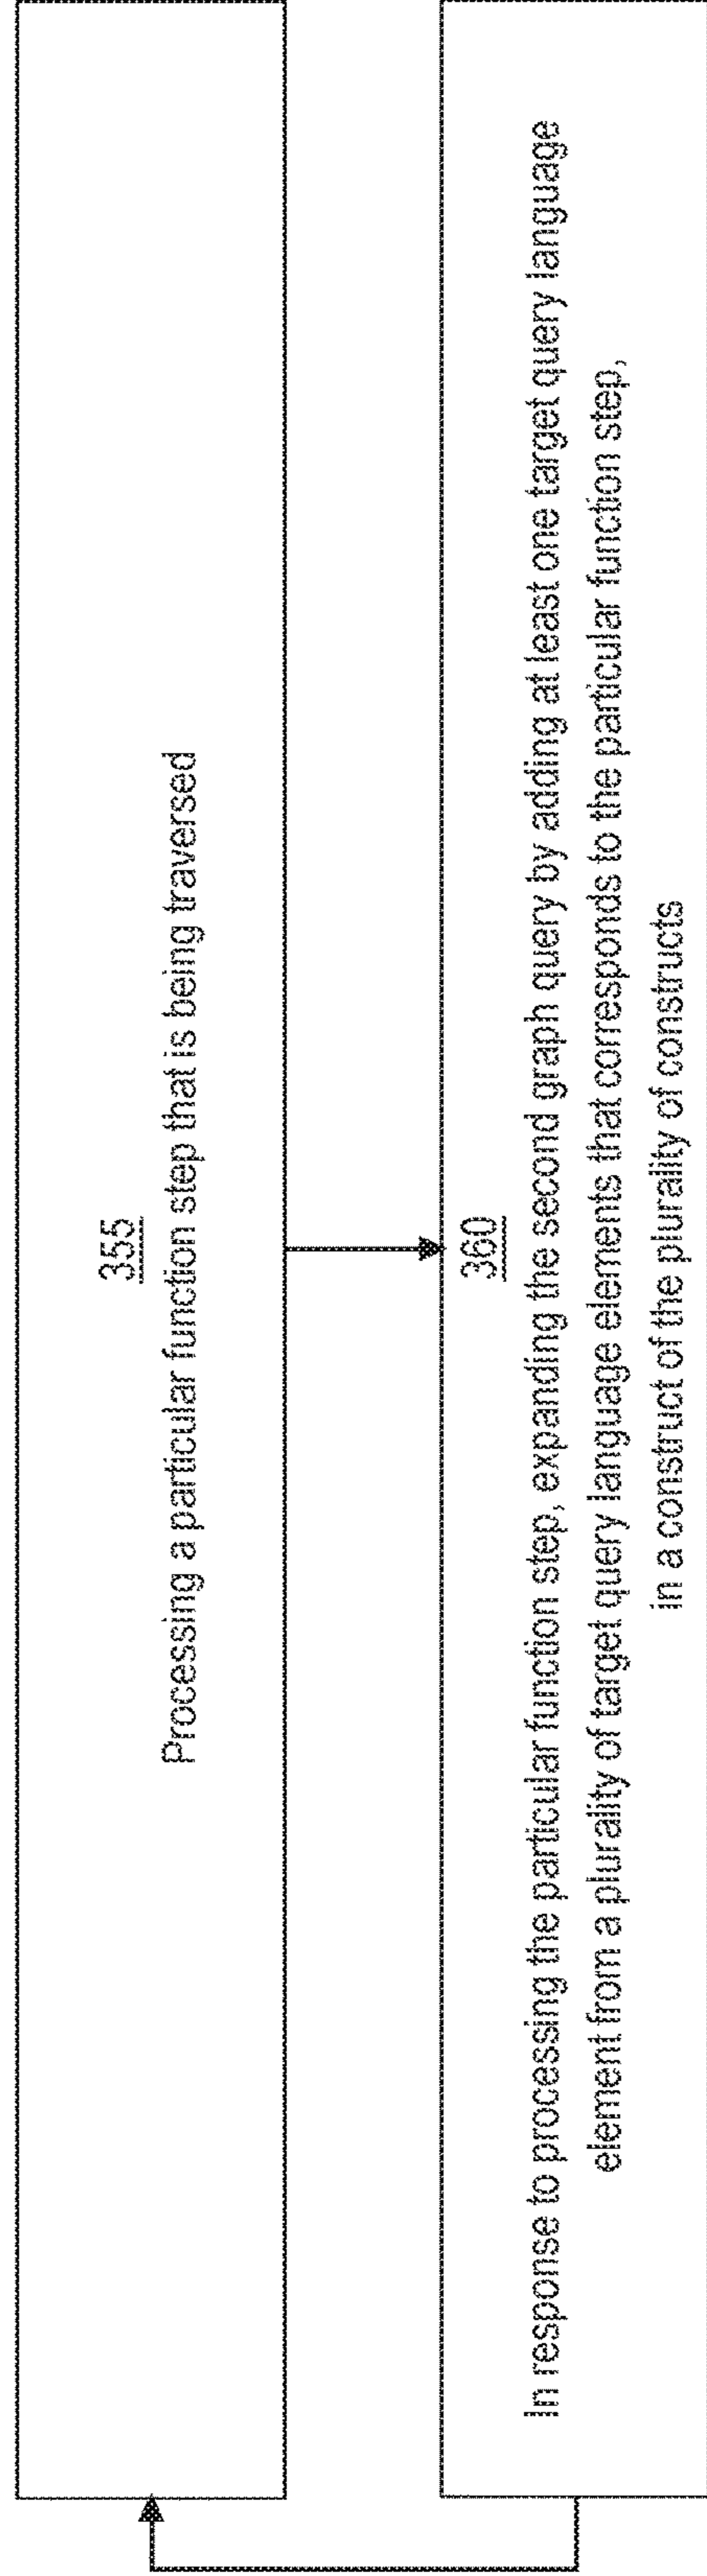 355
Processing a particular function step that is being traversed
360
In response to processing the particular function step, expanding the second graph query by adding at least one target query language
element from a plurality of target query language elements that corresponds to the particular function step,
in a construct of the plurality of constructs